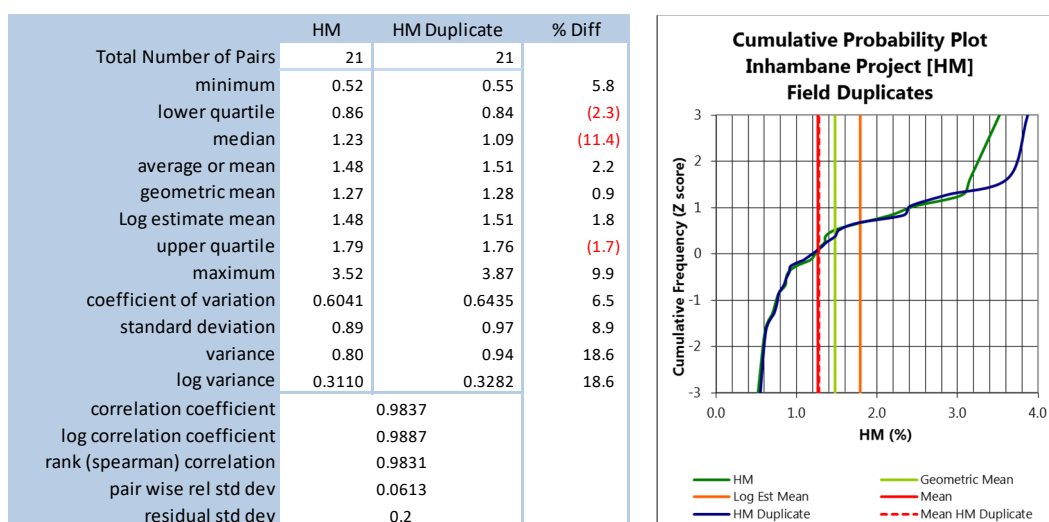 HM HM Duplicate % Diff
Total Number of Pairs 21 21
minimum 0.52 0.55 5.8
lower quartile 0.86 0.84 (2.3)
median 1.23 1.09 (11.4)
average or mean 1.48 1.51 2.2
geometric mean 1.27 1.28 0.9
Log estimate mean 1.48 1.51 1.8
upper quartile 1.79 1.76 (1.7)
maximum 3.52 3.87 9.9
coefficient of variation 0.6041 0.6435 6.5
standard deviation 0.89 0.97 8.9
variance 0.80 0.94 18.6
log variance 0.3110 0.3282 18.6
correlation coefficient 0.9837
log correlation coefficient 0.9887
rank (spearman) correlation 0.9831
pair wise rel std dev 0.0613
residual std dev 0.2
Cumulative Probability Plot
Inhambane Project [HM]
Field Duplicates
Cumulative Frequency (Z score)
3
2
1
0
-1
-2
-3
0.0 1.0 2.0 3.0 4.0
HM (%)
HM Geometric Mean
Log Est Mean Mean
HM Duplicate Mean HM Duplicate